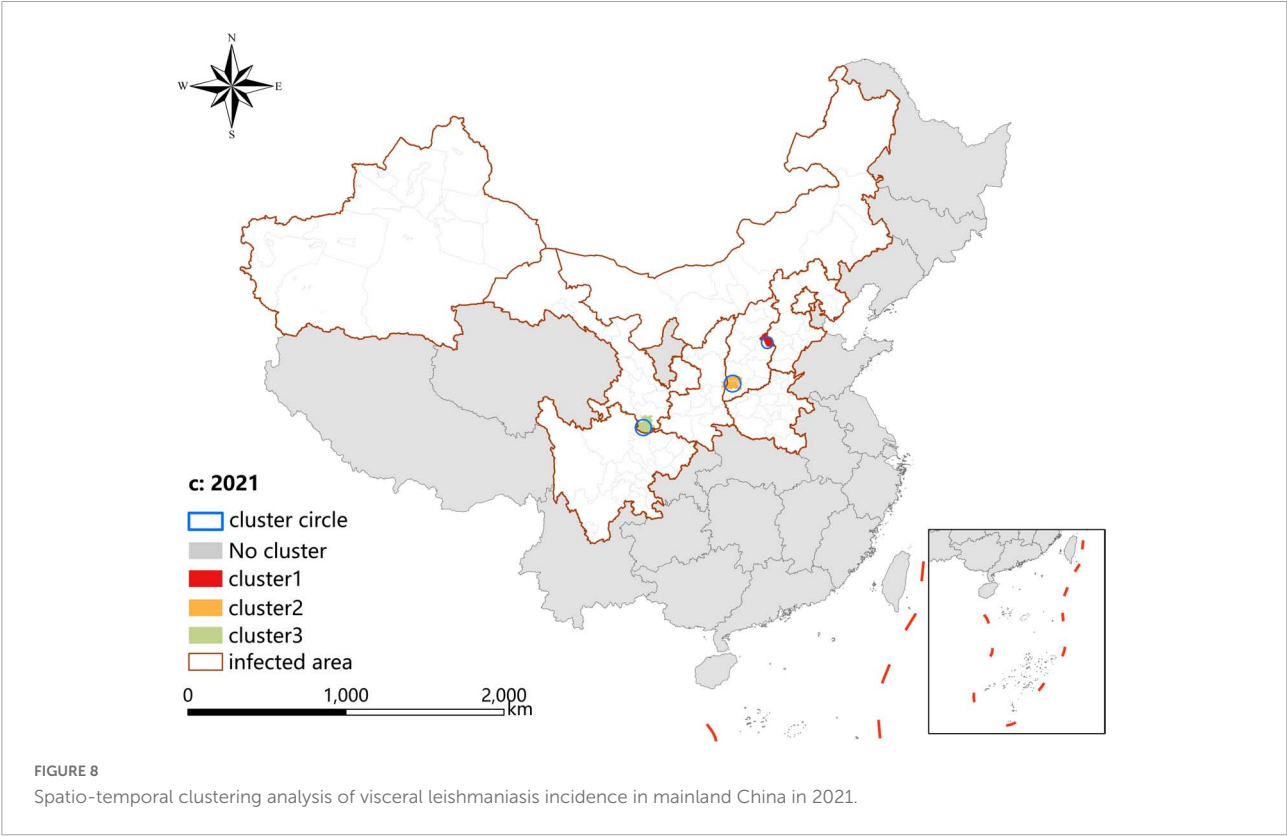 N
W
E
S
c: 2021
cluster circle
No cluster
cluster1
cluster2
cluster3
infected area
0 1,000 2,000
km
FIGURE 8
Spatio-temporal clustering analysis of visceral leishmaniasis incidence in mainland China in 2021.